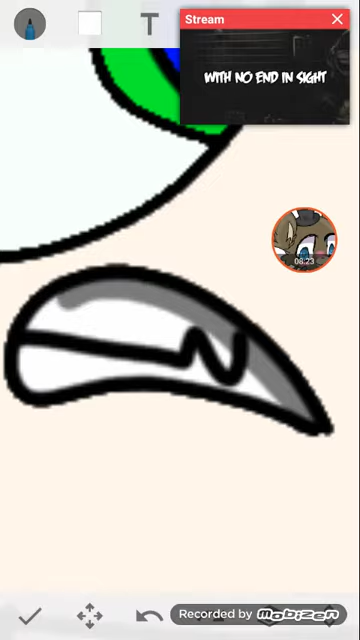 T
Stream
WITH NO END IN SIGHT
08:23
Recorded by mobizen